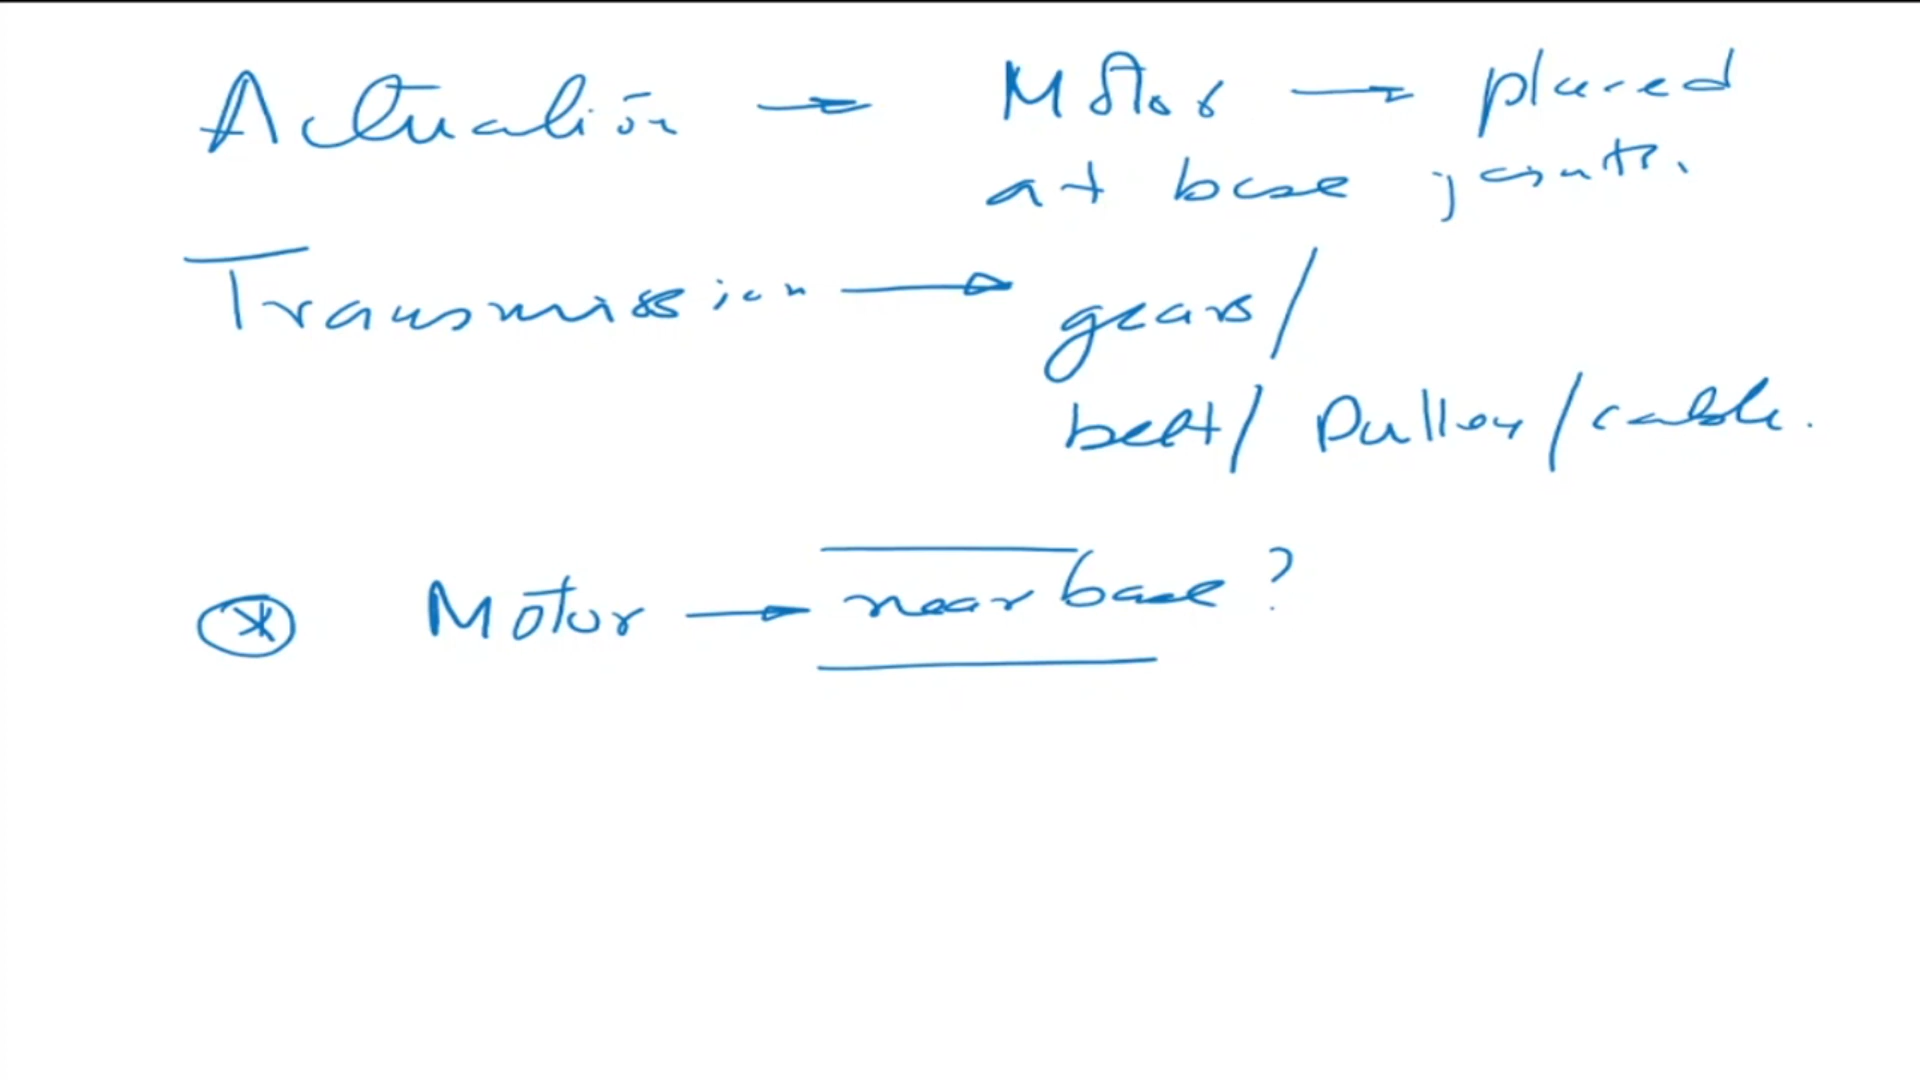 Actuation → Motor → placed
at base joints.
Transmission → gears/
belt/ Pulley/cable.
* Motor → near base?